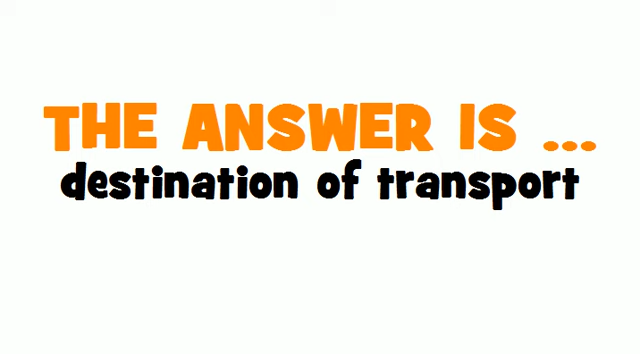 THE ANSWER IS ...
destination of transport